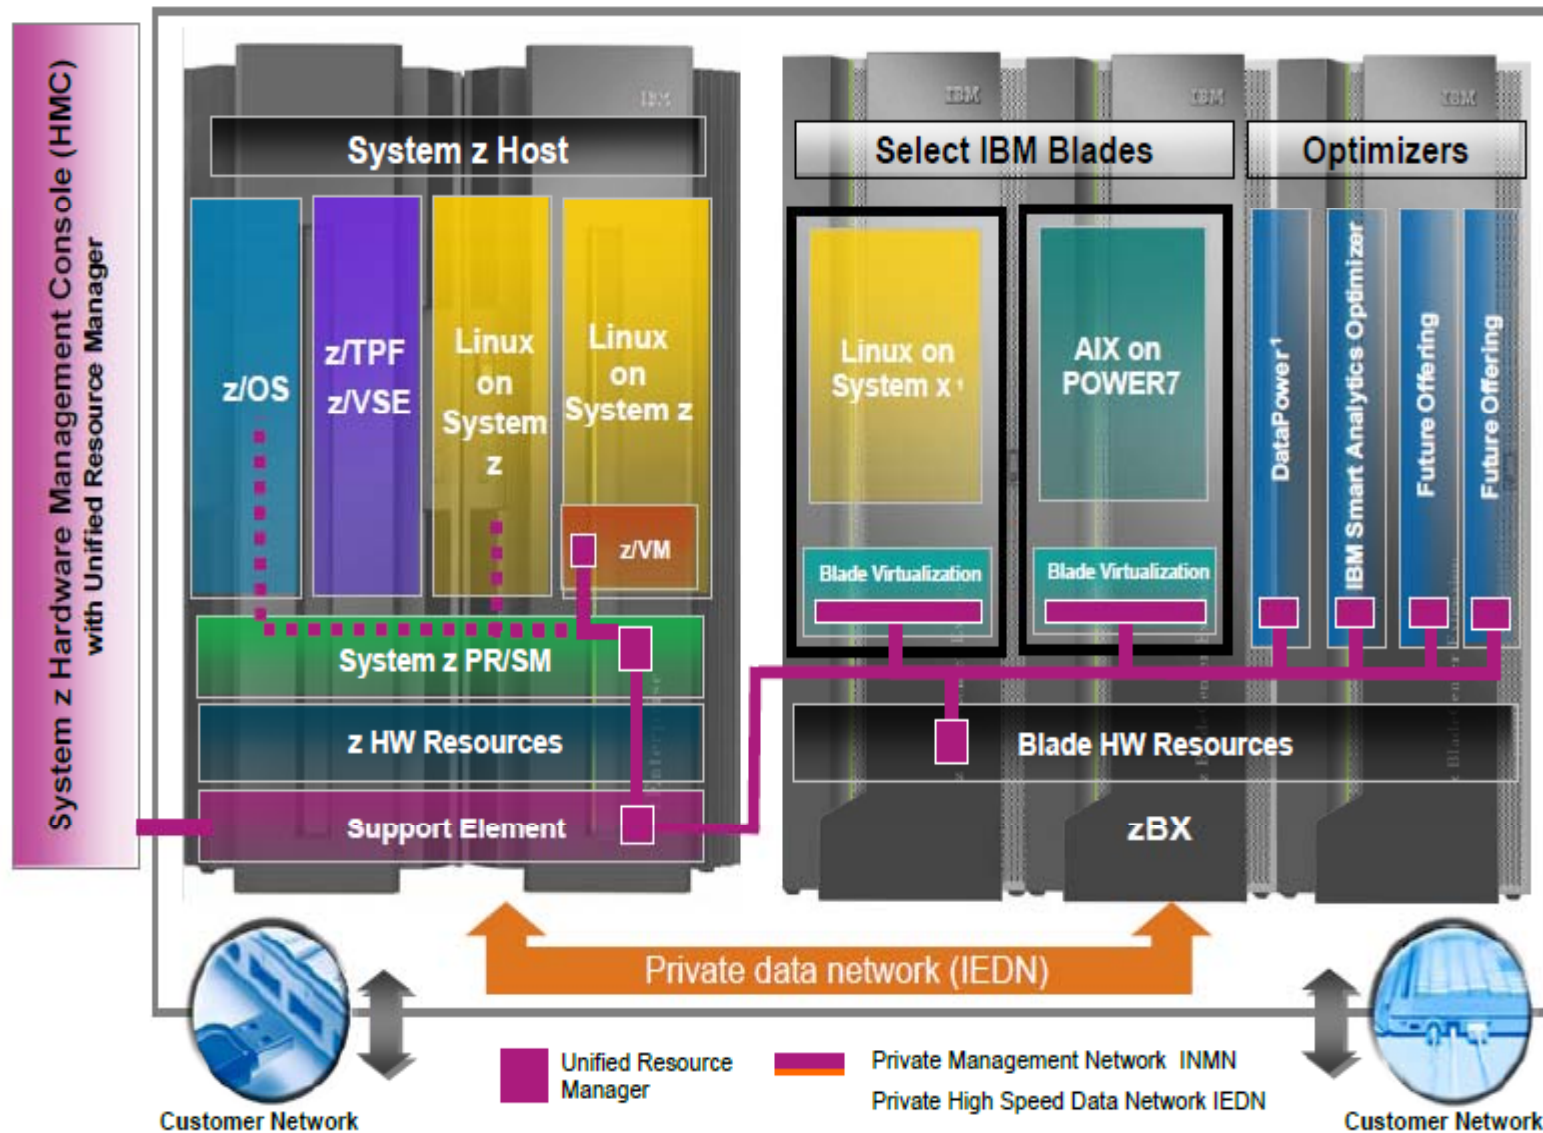 System z Hardware Management Console (HMC)
with Unified Resource Manager
IBM
System z Host
z/OS
z/TPF
z/VSE
Linux
on
System
z
Linux
on
System z
z/VM
System z PR/SM
z HW Resources
Support Element
IBM
IBM
IBM
Select IBM Blades
Optimizers
Linux on
System x 1
AIX on
POWER7
Blade Virtualization
Blade Virtualization
DataPower1
IBM Smart Analytics Optimizer
Future Offering
Future Offering
Blade HW Resources
zBX
Private data network (IEDN)
Customer Network
Unified Resource
Manager
Private Management Network INMN
Private High Speed Data Network IEDN
Customer Network